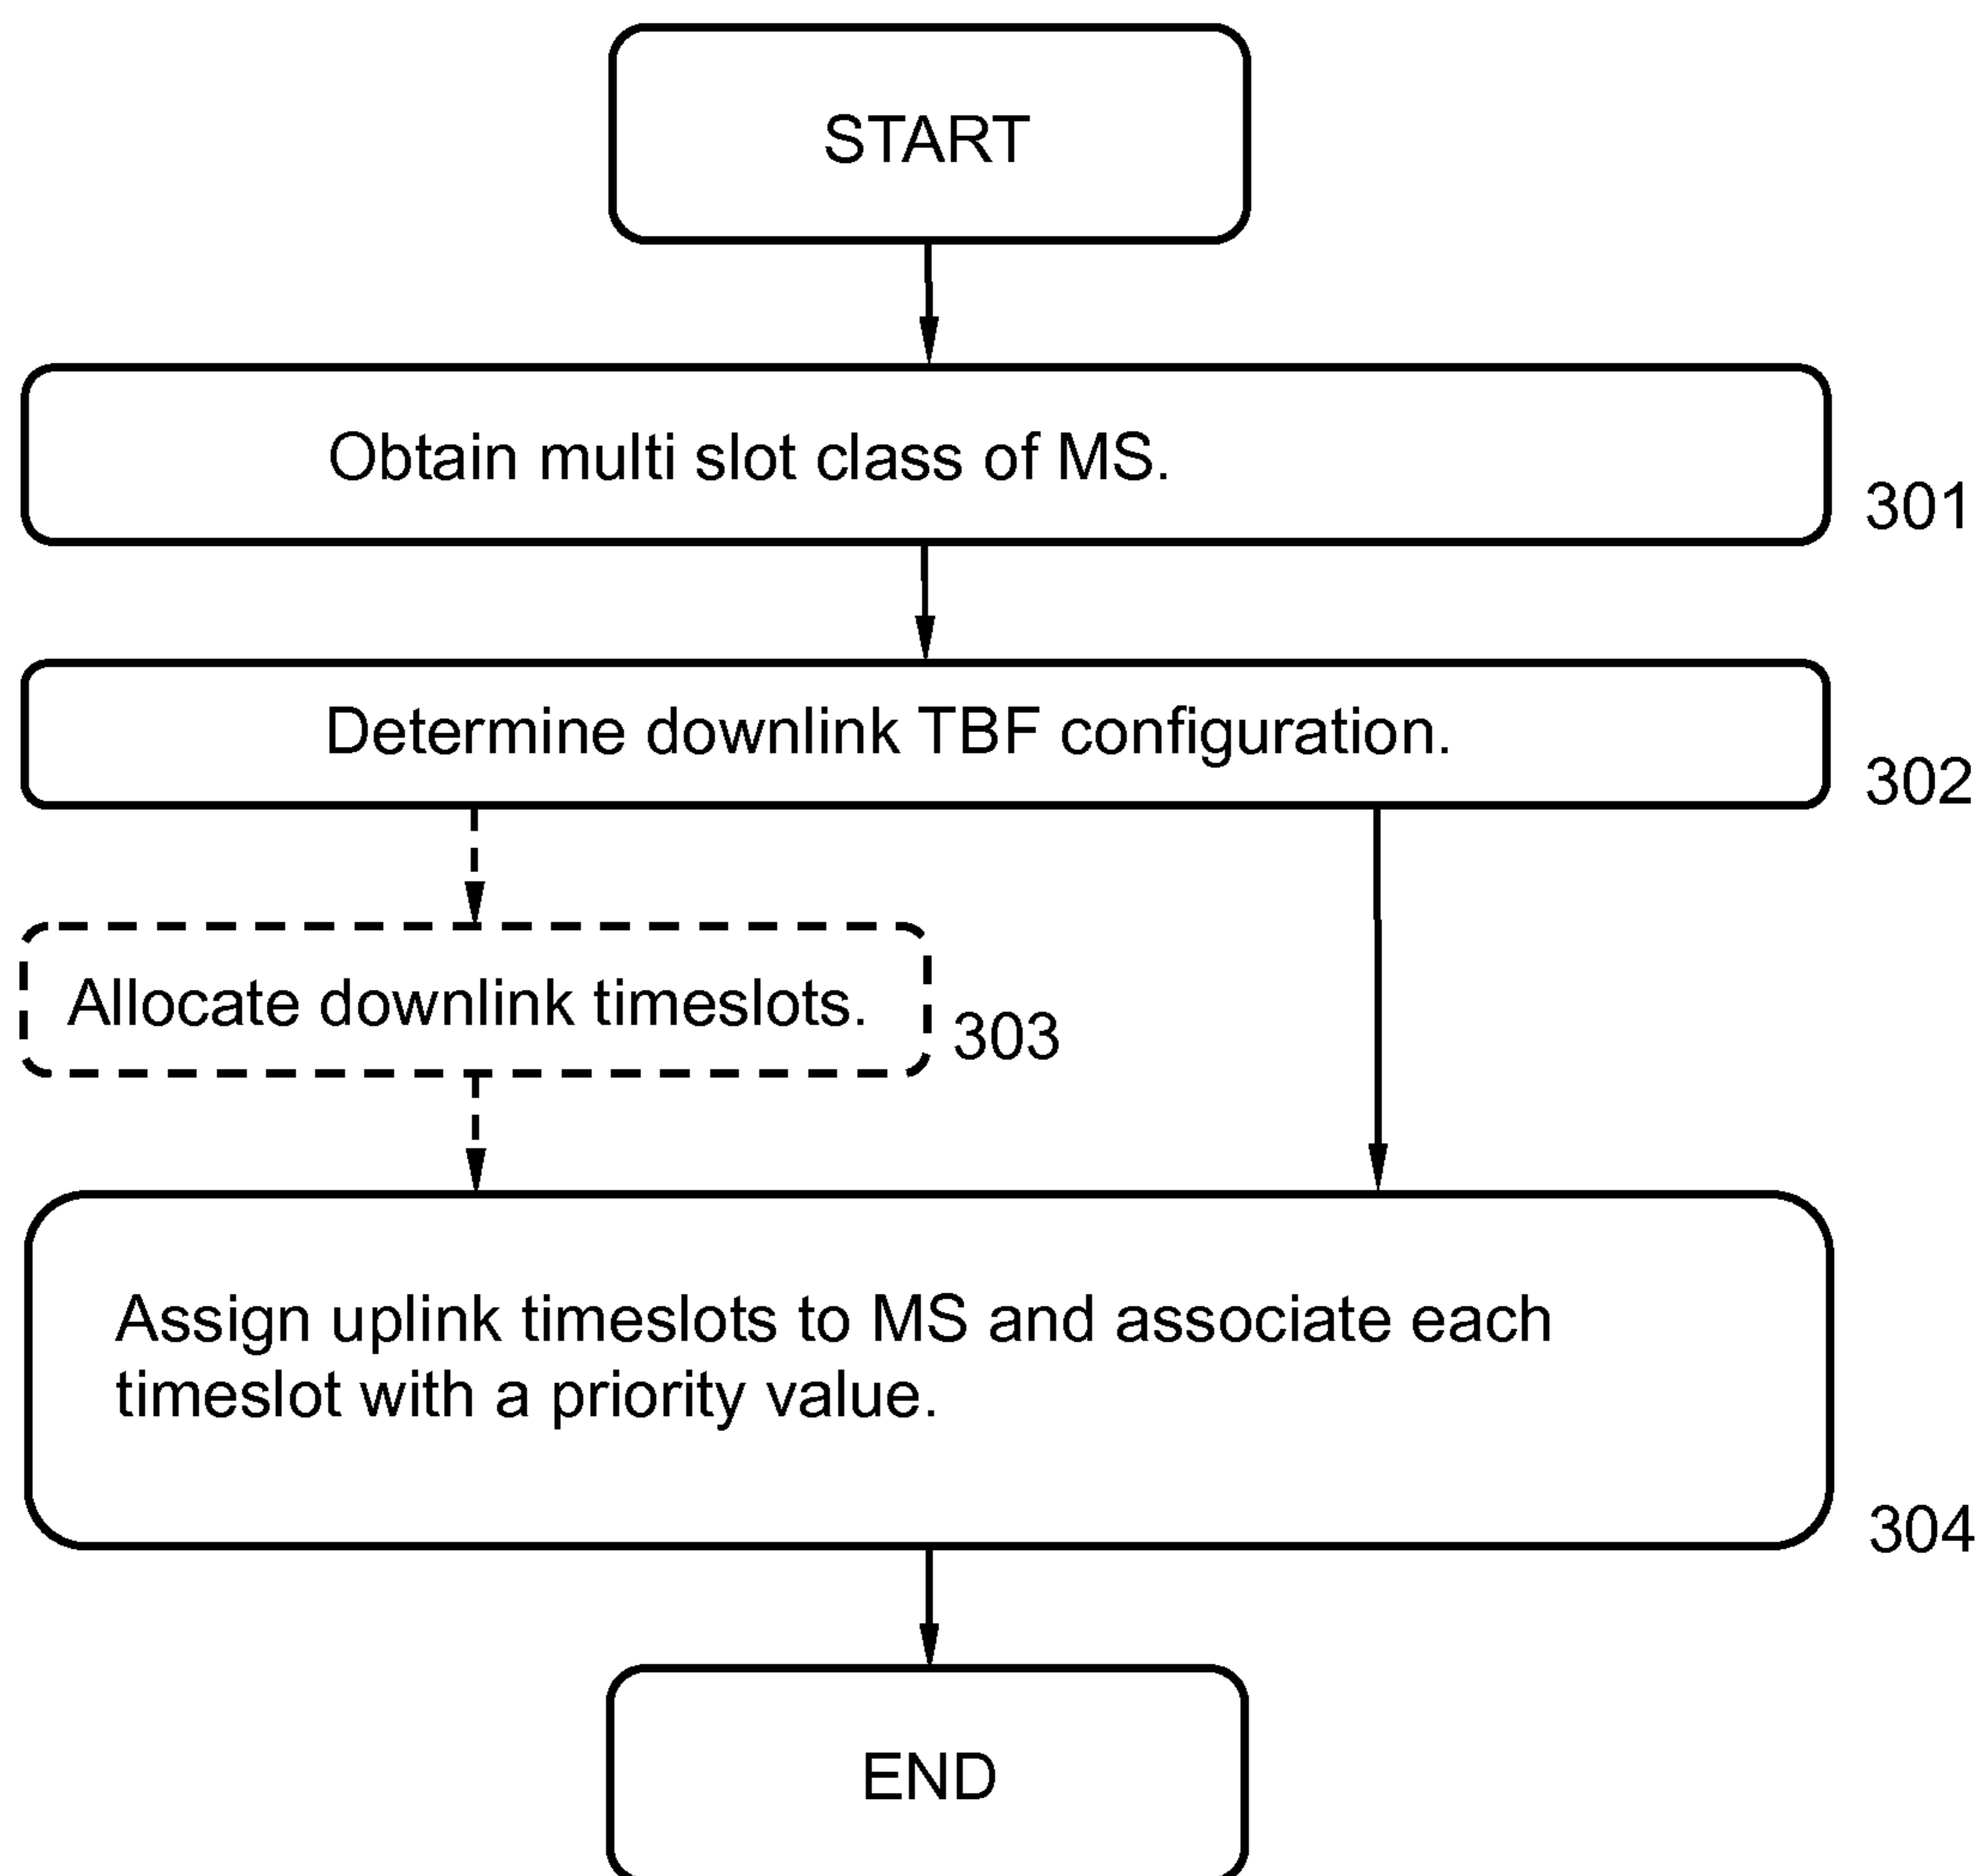 START
Obtain multi slot class of MS.
301
Determine downlink TBF configuration.
302
Allocate downlink timeslots.
303
Assign uplink timeslots to MS and associate each
timeslot with a priority value.
304
END